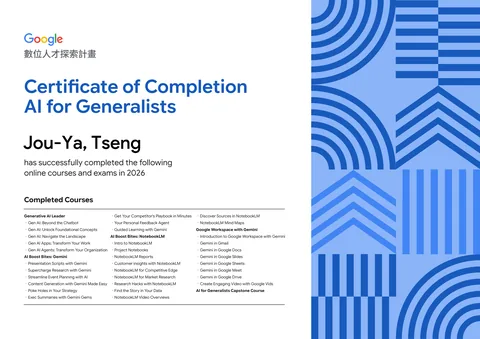 Google
數位人才探索計畫
Certificate of Completion
AI for Generalists
Jou-Ya, Tseng
has successfully completed the following
online courses and exams in 2026
Completed Courses
Generative AI Leader
· Gen AI: Beyond the Chatbot
· Gen AI: Unlock Foundational Concepts
· Gen AI: Navigate the Landscape
· Gen AI Apps: Transform Your Work
· Gen AI Agents: Transform Your Organization
AI Boost Bites: Gemini
· Presentation Scripts with Gemini
· Supercharge Research with Gemini
· Streamline Event Planning with AI
· Content Generation with Gemini Made Easy
· Poke Holes in Your Strategy
· Exec Summaries with Gemini Gems
· Get Your Competitor's Playbook in Minutes
· Your Personal Feedback Agent
· Guided Learning with Gemini
AI Boost Bites: NotebookLM
· Intro to NotebookLM
· Project Notebooks
· NotebookLM Reports
· Customer Insights with NotebookLM
· NotebookLM for Competitive Edge
· NotebookLM for Market Research
· Research Hacks with NotebookLM
· Find the Story in Your Data
· NotebookLM Video Overviews
· Discover Sources in NotebookLM
· NotebookLM Mind Maps
Google Workspace with Gemini
· Introduction to Google Workspace with Gemini
· Gemini in Gmail
· Gemini in Google Docs
· Gemini in Google Slides
· Gemini in Google Sheets
· Gemini in Google Meet
· Gemini in Google Drive
· Create Engaging Video with Google Vids
AI for Generalists Capstone Course